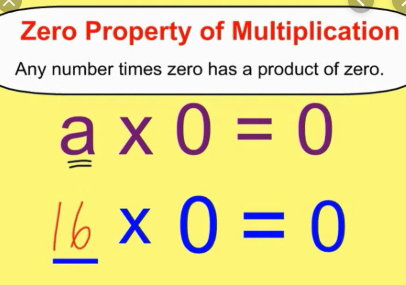 Zero Property of Multiplication
Any number times zero has a product of zero.
a x 0 = 0
16 x 0 = 0